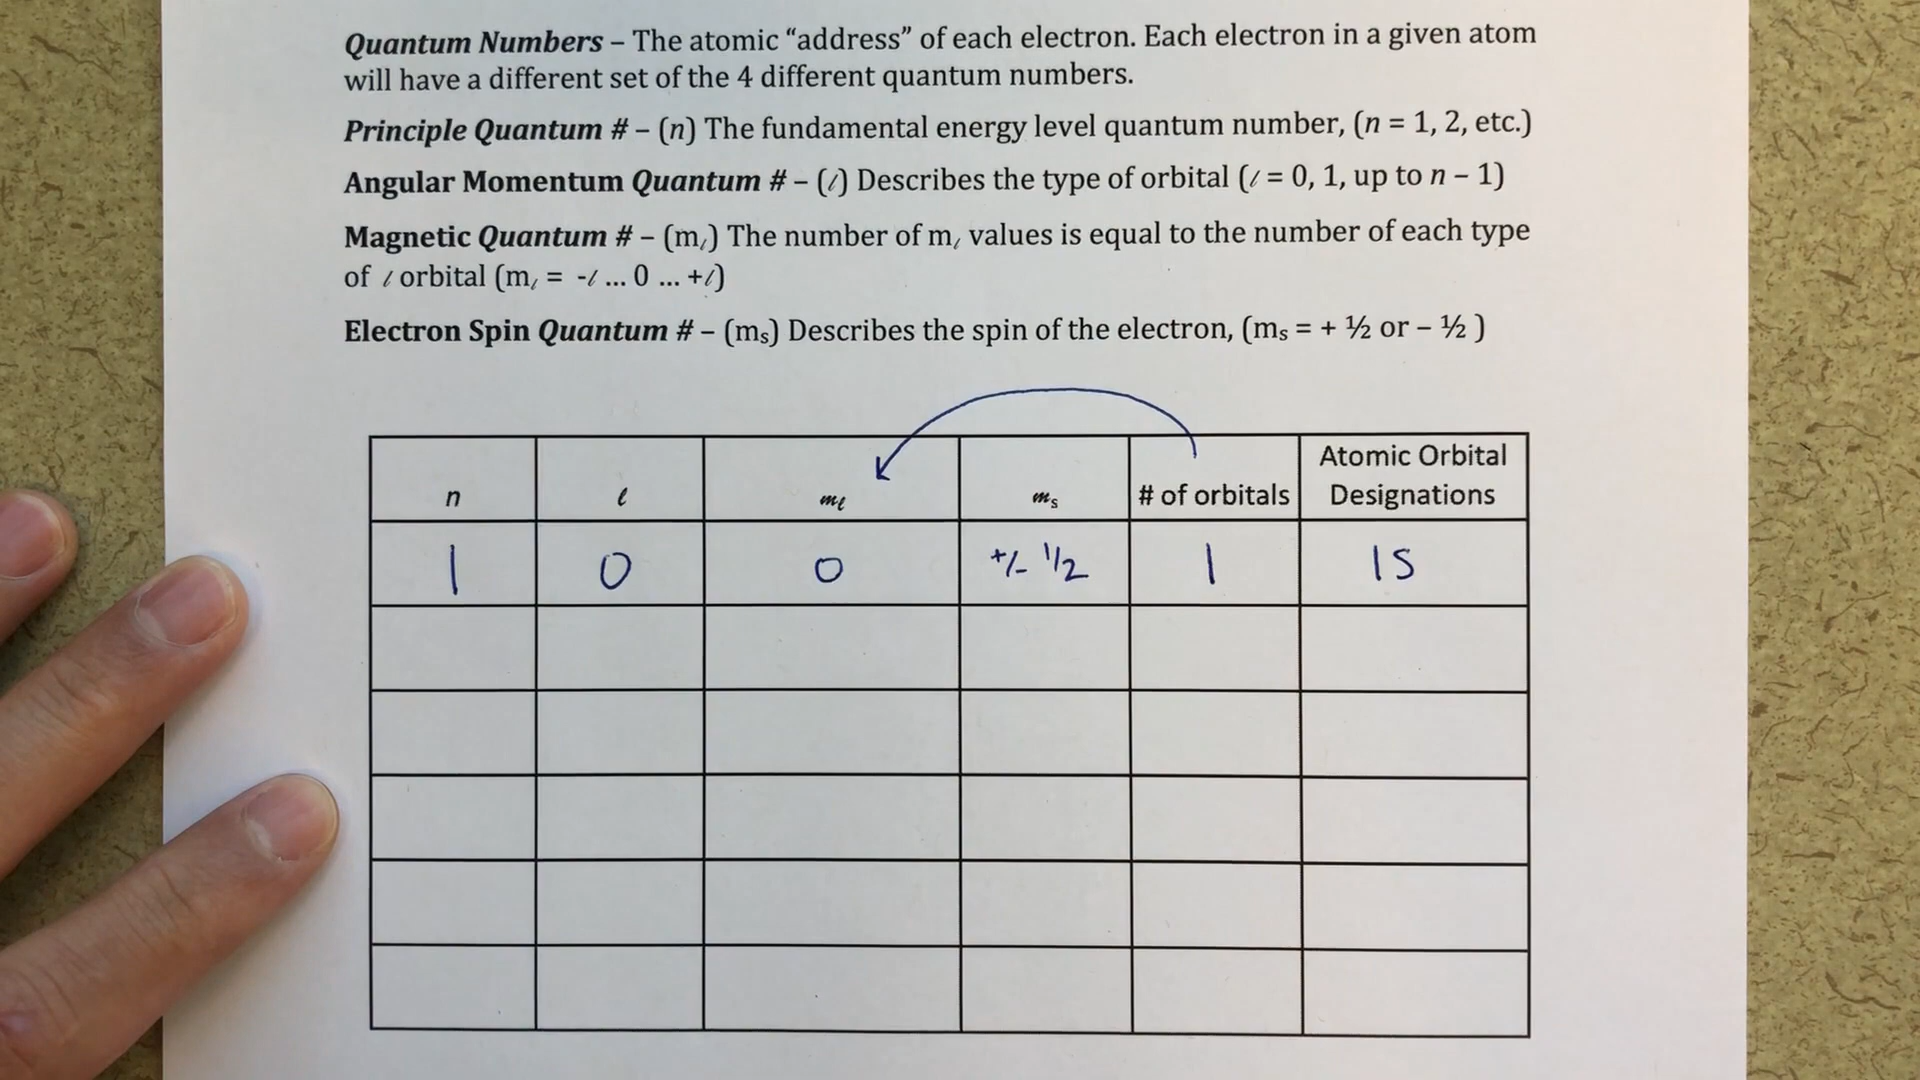 Quantum Numbers – The atomic “address” of each electron. Each electron in a given atom
will have a different set of the 4 different quantum numbers.
Principle Quantum # – (n) The fundamental energy level quantum number, (n = 1, 2, etc.)
Angular Momentum Quantum # – (ℓ) Describes the type of orbital (ℓ = 0, 1, up to n – 1)
Magnetic Quantum # – (mℓ) The number of mℓ values is equal to the number of each type
of ℓ orbital (mℓ = -ℓ ... 0 ... +ℓ)
Electron Spin Quantum # – (ms) Describes the spin of the electron, (ms = + ½ or – ½ )
n ℓ mℓ ms # of orbitals Atomic Orbital
Designations
1 0 0 +/- 1/2 1 1s